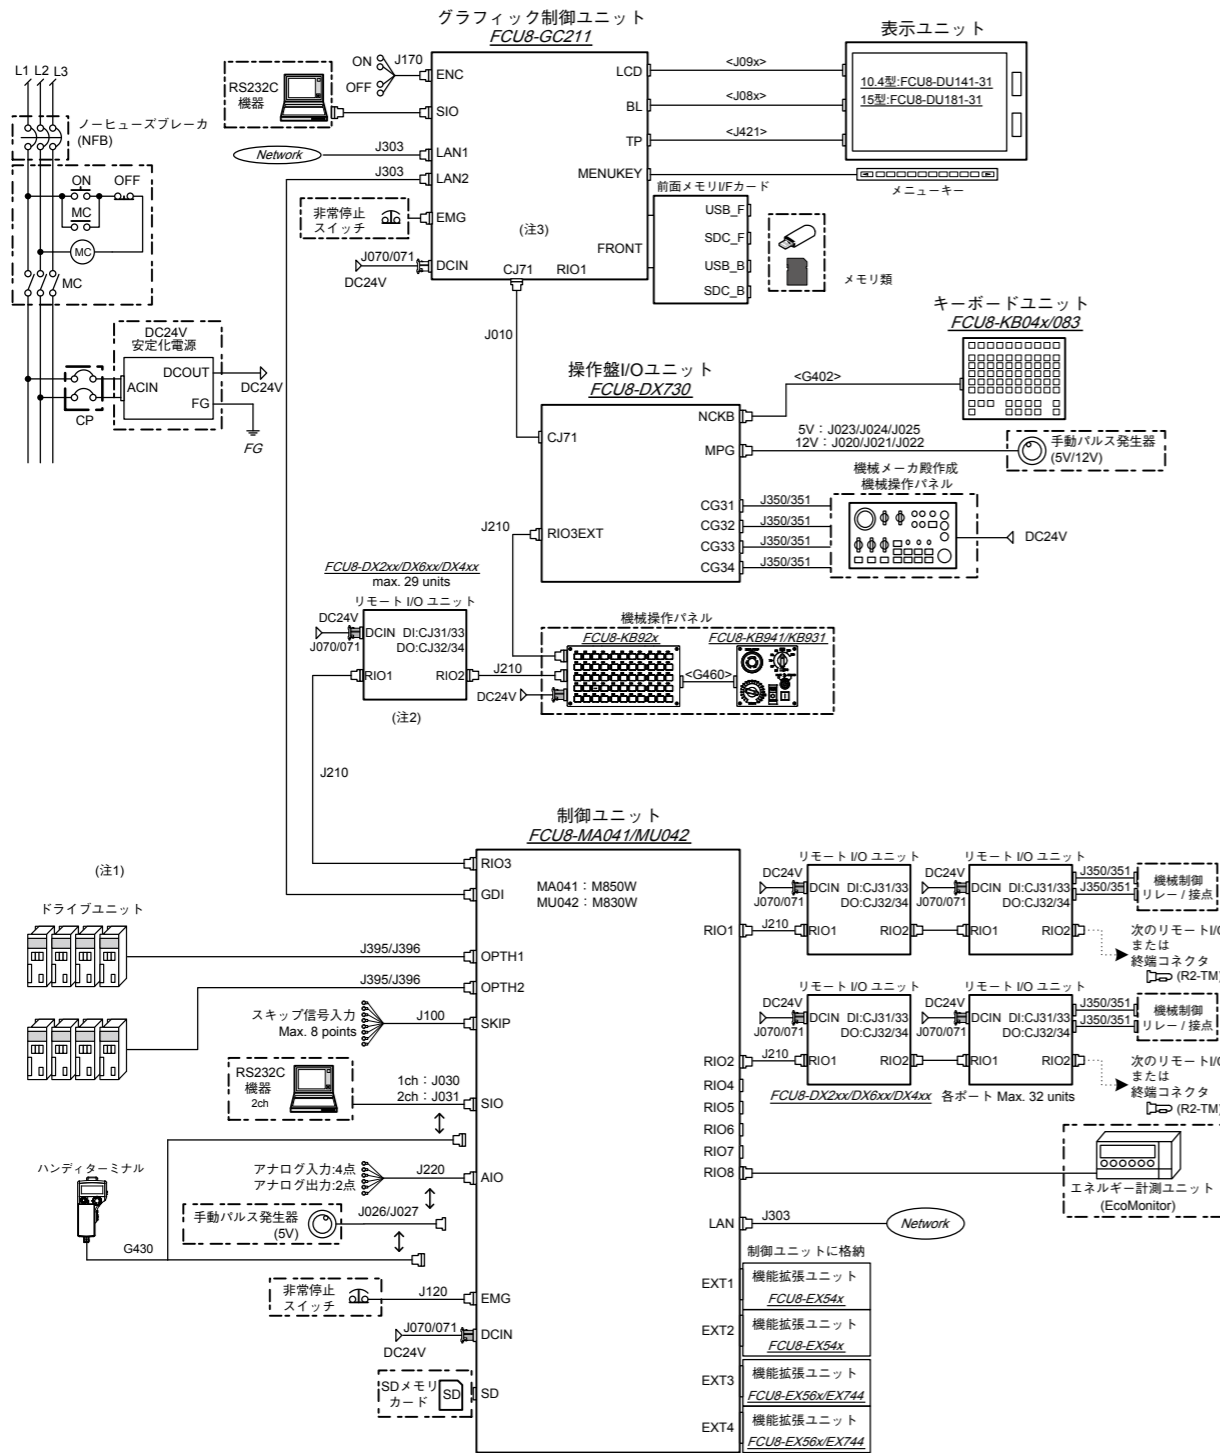 グラフィック制御ユニット
FCU8-GC211
表示ユニット
L1 L2 L3
ノーヒューズブレーカ
(NFB)
ON
OFF
MC
MC
MC
DC24V
安定化電源
DCOUT
ACIN
FG
DC24V
CP
FG
RS232C
機器
ON
OFF
J170
ENC
SIO
Network
J303
LAN1
J303
LAN2
非常停止
スイッチ
EMG
J070/071
DC24V
DCIN
(注3)
CJ71
RIO1
LCD
BL
TP
MENUKEY
FRONT
<J09x>
<J08x>
<J421>
10.4型:FCU8-DU141-31
15型:FCU8-DU181-31
メニューキー
前面メモリI/Fカード
USB_F
SDC_F
USB_B
SDC_B
メモリ類
J010
キーボードユニット
FCU8-KB04x/083
操作盤I/Oユニット
FCU8-DX730
CJ71
RIO3EXT
NCKB
<G402>
MPG
5V：J023/J024/J025
12V：J020/J021/J022
手動パルス発生器
(5V/12V)
機械メーカ殿作成
機械操作パネル
CG31
J350/351
CG32
J350/351
CG33
J350/351
CG34
J350/351
DC24V
J210
FCU8-DX2xx/DX6xx/DX4xx
max. 29 units
リモート I/O ユニット
DC24V
J070/071
DCIN
DI:CJ31/33
DO:CJ32/34
RIO1
RIO2
J210
(注2)
機械操作パネル
FCU8-KB92x
FCU8-KB941/KB931
<G460>
DC24V
J210
制御ユニット
FCU8-MA041/MU042
MA041：M850W
MU042：M830W
RIO3
GDI
(注1)
ドライブユニット
J395/J396
OPTH1
J395/J396
OPTH2
スキップ信号入力
Max. 8 points
J100
SKIP
RS232C
機器
2ch
1ch：J030
2ch：J031
SIO
ハンディターミナル
アナログ入力:4点
アナログ出力:2点
J220
AIO
手動パルス発生器
(5V)
J026/J027
G430
非常停止
スイッチ
J120
EMG
J070/071
DC24V
DCIN
SDメモリ
カード
SD
SD
リモート I/O ユニット
リモート I/O ユニット
DC24V
J070/071
DCIN
DI:CJ31/33
DO:CJ32/34
DC24V
J070/071
DCIN
DI:CJ31/33
DO:CJ32/34
J350/351
J350/351
機械制御
リレー / 接点
RIO1
J210
RIO1
RIO2
RIO1
RIO2
次のリモートI/O
または
終端コネクタ
(R2-TM)
リモート I/O ユニット
リモート I/O ユニット
DC24V
J070/071
DCIN
DI:CJ31/33
DO:CJ32/34
DC24V
J070/071
DCIN
DI:CJ31/33
DO:CJ32/34
J350/351
J350/351
機械制御
リレー / 接点
RIO2
J210
RIO1
RIO2
RIO1
RIO2
次のリモートI/O
または
終端コネクタ
(R2-TM)
FCU8-DX2xx/DX6xx/DX4xx 各ポート Max. 32 units
RIO4
RIO5
RIO6
RIO7
RIO8
エネルギー計測ユニット
(EcoMonitor)
LAN
J303
Network
制御ユニットに格納
EXT1
機能拡張ユニット
FCU8-EX54x
EXT2
機能拡張ユニット
FCU8-EX54x
EXT3
機能拡張ユニット
FCU8-EX56x/EX744
EXT4
機能拡張ユニット
FCU8-EX56x/EX744